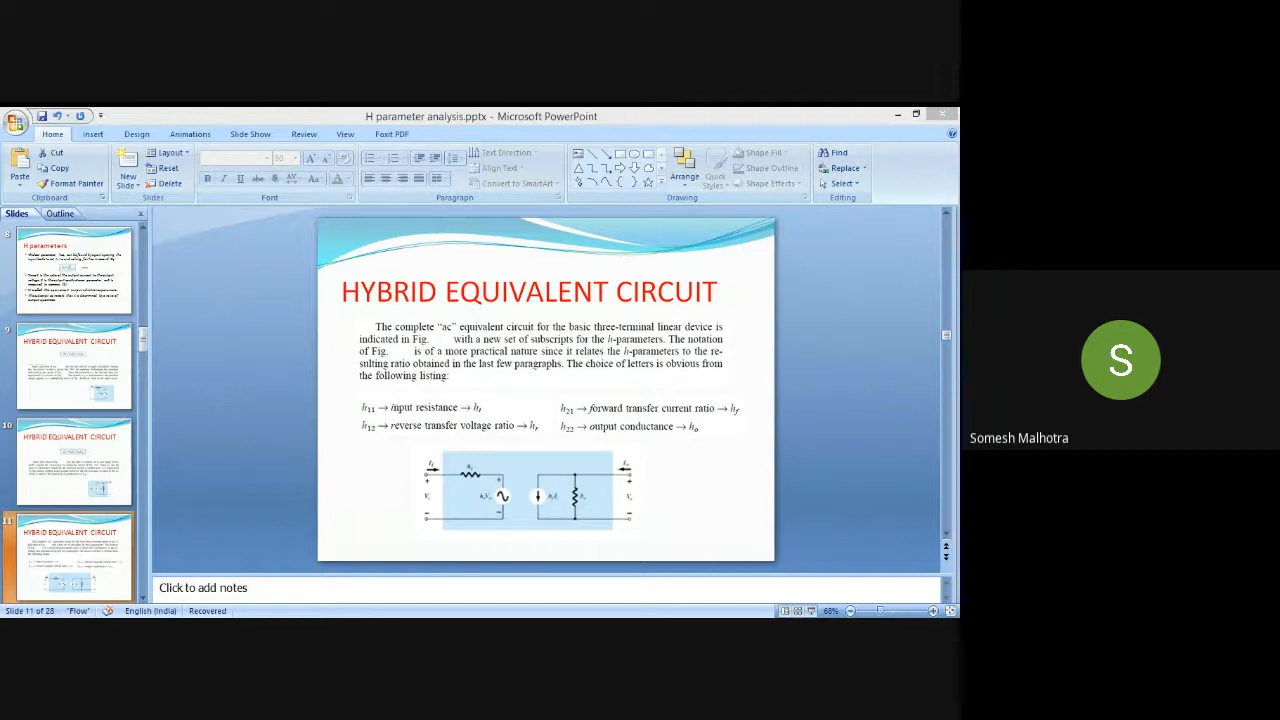 H parameter analysis.pptx - Microsoft PowerPoint
Home Insert Design Animations Slide Show Review View Foxit PDF
Paste
Cut
Copy
Format Painter
Clipboard
New Slide
Layout
Reset
Delete
Slides
50
B I U abc S AV Aa A
Font
Text Direction
Align Text
Convert to SmartArt
Paragraph
Arrange
Quick Styles
Shape Fill
Shape Outline
Shape Effects
Drawing
Find
Replace
Select
Editing
Slides Outline
8
H parameters
9
HYBRID EQUIVALENT CIRCUIT
10
HYBRID EQUIVALENT CIRCUIT
11
HYBRID EQUIVALENT CIRCUIT
HYBRID EQUIVALENT CIRCUIT
The complete “ac” equivalent circuit for the basic three-terminal linear device is
indicated in Fig. with a new set of subscripts for the h-parameters. The notation
of Fig. is of a more practical nature since it relates the h-parameters to the re-
sulting ratio obtained in the last few paragraphs. The choice of letters is obvious from
the following listing:
h11 → input resistance → hi
h21 → forward transfer current ratio → hf
h12 → reverse transfer voltage ratio → hr
h22 → output conductance → ho
Click to add notes
Slide 11 of 28 "Flow" English (India) Recovered 68%
S
Somesh Malhotra